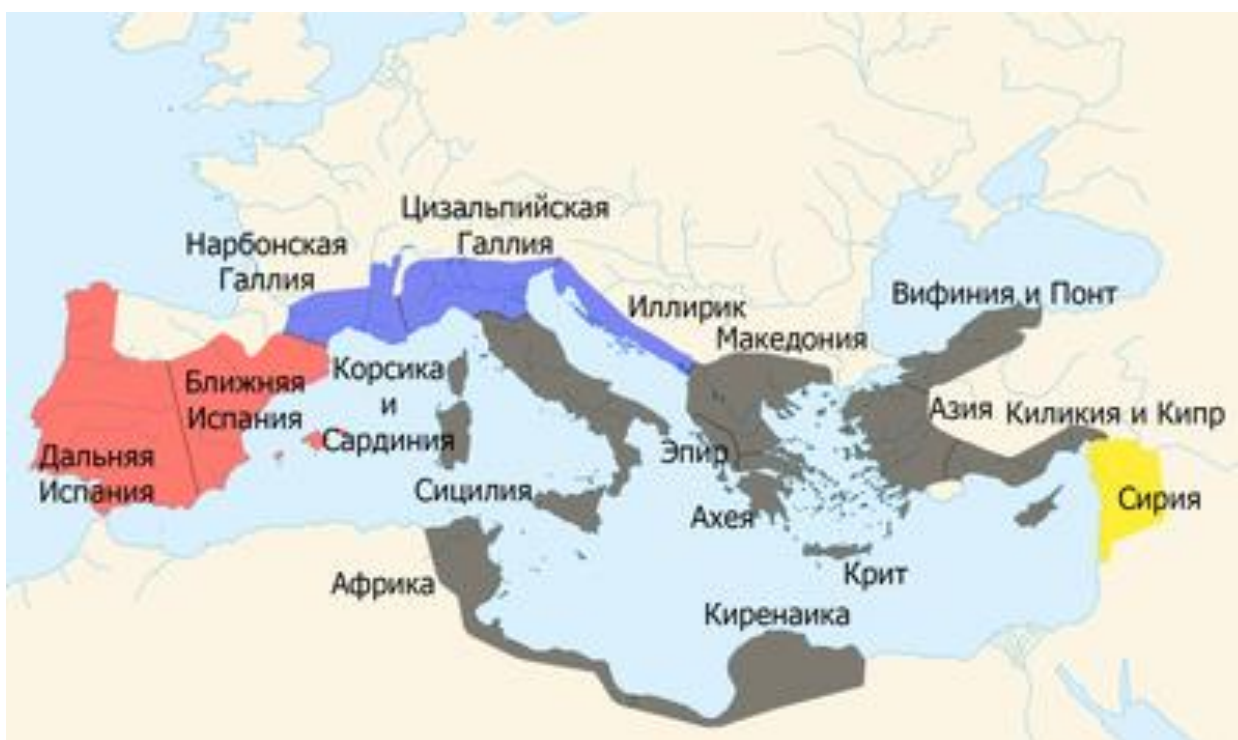 Цизальпийская
Галлия
Нарбонская
Галлия
Вифиния и Понт
Иллирик
Македония
Корсика
и
Сардиния
Ближняя
Испания
Азия
Киликия и Кипр
Дальняя
Испания
Эпир
Сицилия
Сирия
Ахея
Африка
Крит
Киренаика